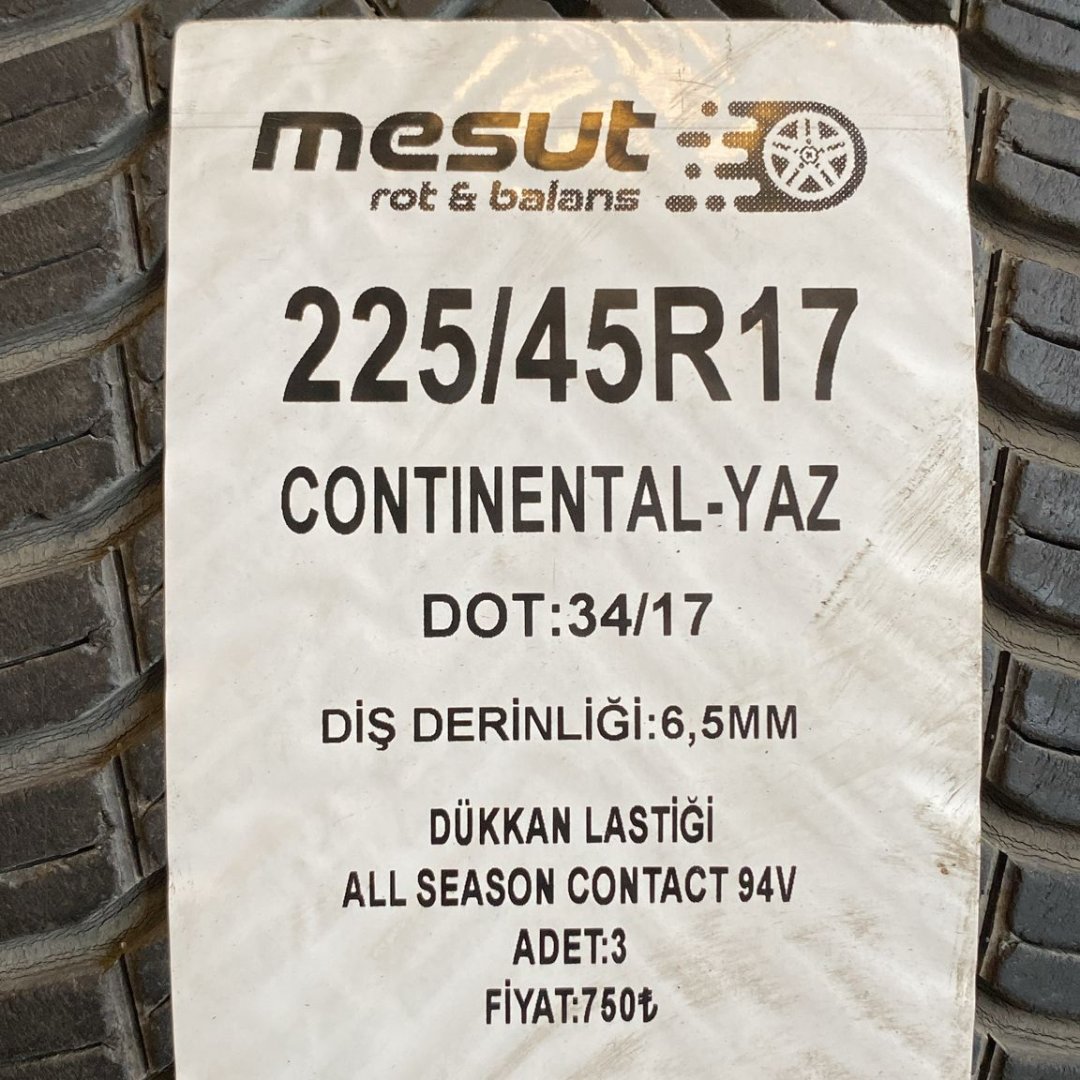 mesut
rot & balans
225/45R17
CONTINENTAL-YAZ
DOT:34/17
DİŞ DERİNLİĞİ:6,5MM
DÜKKAN LASTİĞİ
ALL SEASON CONTACT 94V
ADET:3
FİYAT:750₺